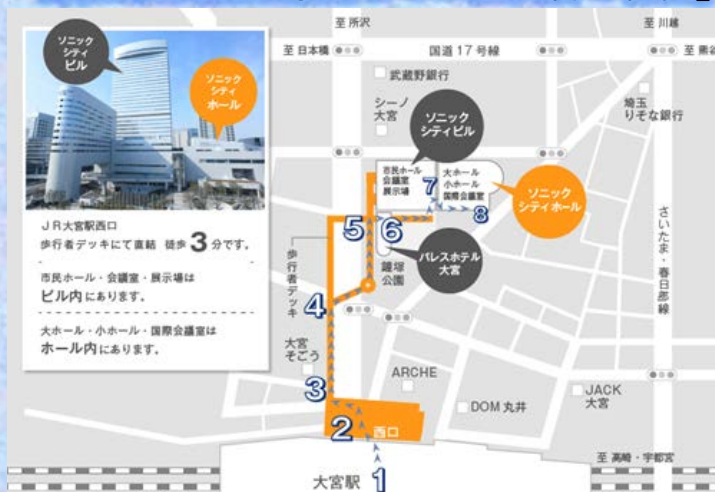 ソニック
シティ
ビル
ソニック
シティ
ホール
JR大宮駅西口
歩行者デッキにて直結 徒歩3分です。
市民ホール・会議室・展示場は
ビル内にあります。
大ホール・小ホール・国際会議室は
ホール内にあります。
至 所沢
至 川越
至 日本橋
国道17号線
至 熊谷
武蔵野銀行
シーノ
大宮
ソニック
シティビル
埼玉
りそな銀行
市民ホール
会議室
展示場
大ホール
小ホール
国際会議室
7
8
ソニック
シティホール
5
6
パレスホテル
大宮
鐘塚
公園
歩行者デッキ
さいたま・春日部線
4
大宮
そごう
3
ARCHE
JACK
大宮
DOM 丸井
2
西口
至 高崎・宇都宮
大宮駅
1